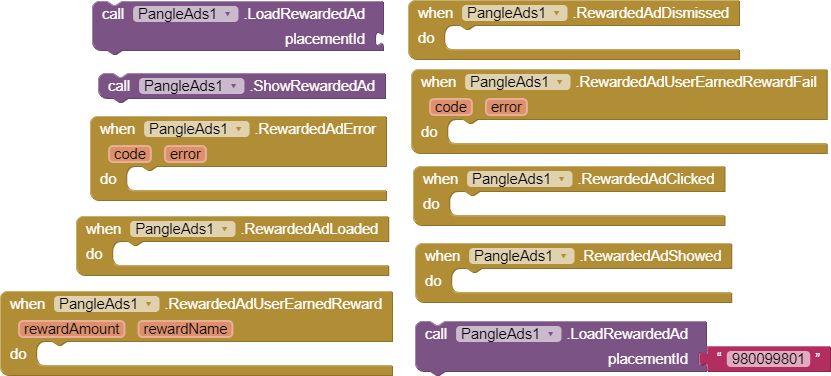 call PangleAds1 .LoadRewardedAd
placementId
call PangleAds1 .ShowRewardedAd
when PangleAds1 .RewardedAdError
code error
do
when PangleAds1 .RewardedAdLoaded
do
when PangleAds1 .RewardedAdUserEarnedReward
rewardAmount rewardName
do
when PangleAds1 .RewardedAdDismissed
do
when PangleAds1 .RewardedAdUserEarnedRewardFail
code error
do
when PangleAds1 .RewardedAdClicked
do
when PangleAds1 .RewardedAdShowed
do
call PangleAds1 .LoadRewardedAd
placementId “ 980099801 ”